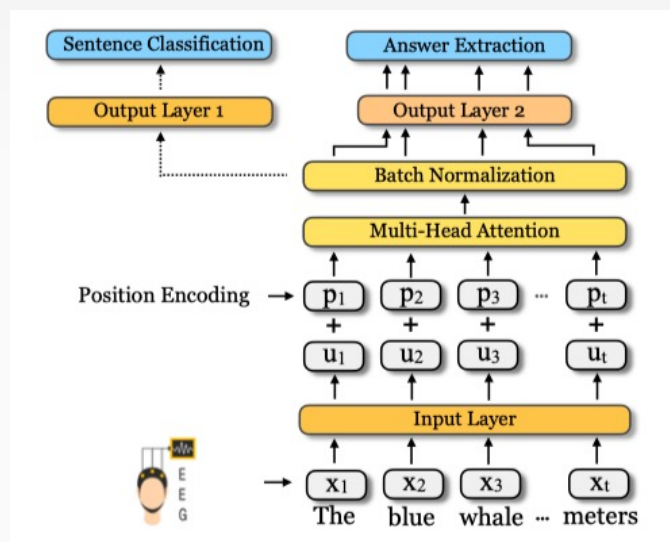 Sentence Classification
Answer Extraction
Output Layer 1
Output Layer 2
Batch Normalization
Multi-Head Attention
Position Encoding
p1 p2 p3 ... pt
+ + + +
u1 u2 u3 ut
Input Layer
E
E
G
x1 x2 x3 xt
The blue whale ... meters